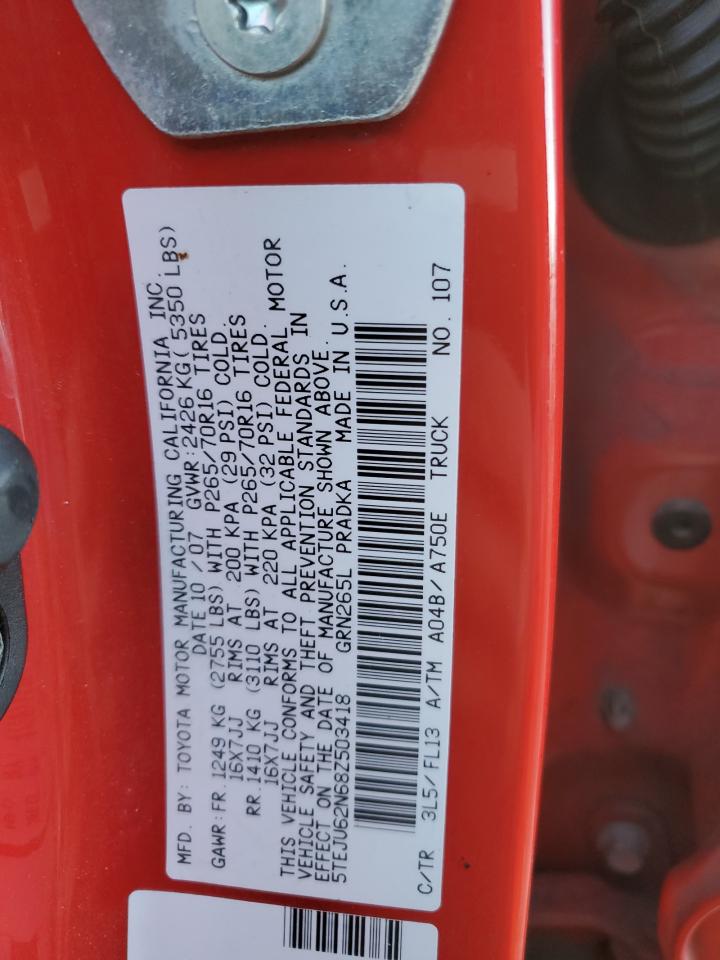 MFD. BY: TOYOTA MOTOR MANUFACTURING CALIFORNIA INC.
DATE 10 / 07 GVWR: 2426 KG( 5350 LBS)
GAWR: FR. 1249 KG (2755 LBS) WITH P265/70R16 TIRES
16X7JJ RIMS AT 200 KPA (29 PSI) COLD.
RR. 1410 KG (3110 LBS) WITH P265/70R16 TIRES
16X7JJ RIMS AT 220 KPA (32 PSI) COLD.
THIS VEHICLE CONFORMS TO ALL APPLICABLE FEDERAL MOTOR
VEHICLE SAFETY AND THEFT PREVENTION STANDARDS IN
EFFECT ON THE DATE OF MANUFACTURE SHOWN ABOVE.
5TEJU62N68Z503418 GRN265L PRADKA MADE IN U.S.A.
C/TR 3L5/FL13 A/TM A04B/A750E TRUCK NO. 107